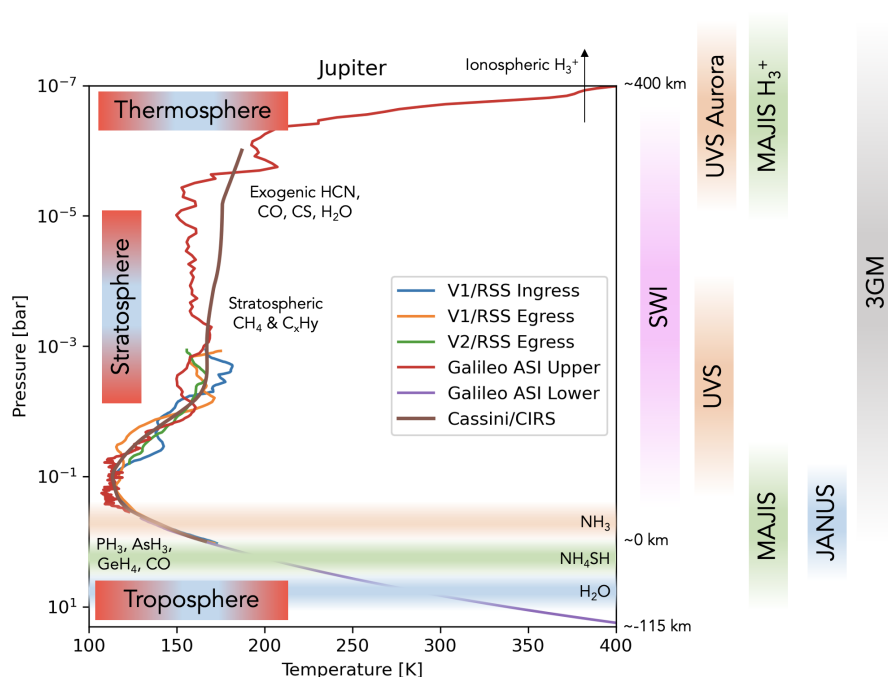 Jupiter
Ionospheric H₃⁺
10⁻⁷
~400 km
Thermosphere
Exogenic HCN,
CO, CS, H₂O
10⁻⁵
Stratosphere
Stratospheric
CH₄ & CₓHy
V1/RSS Ingress
V1/RSS Egress
V2/RSS Egress
Galileo ASI Upper
Galileo ASI Lower
Cassini/CIRS
10⁻³
Pressure [bar]
10⁻¹
NH₃
~0 km
PH₃, AsH₃,
GeH₄, CO
NH₄SH
H₂O
Troposphere
10¹
~-115 km
100 150 200 250 300 350 400
Temperature [K]
SWI
UVS Aurora
UVS
MAJIS H₃⁺
MAJIS
JANUS
3GM